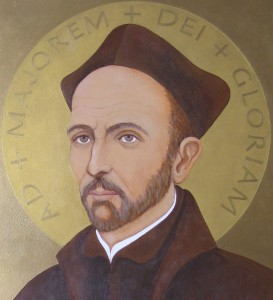 AD + MAJOREM + DEI + GLORIAM